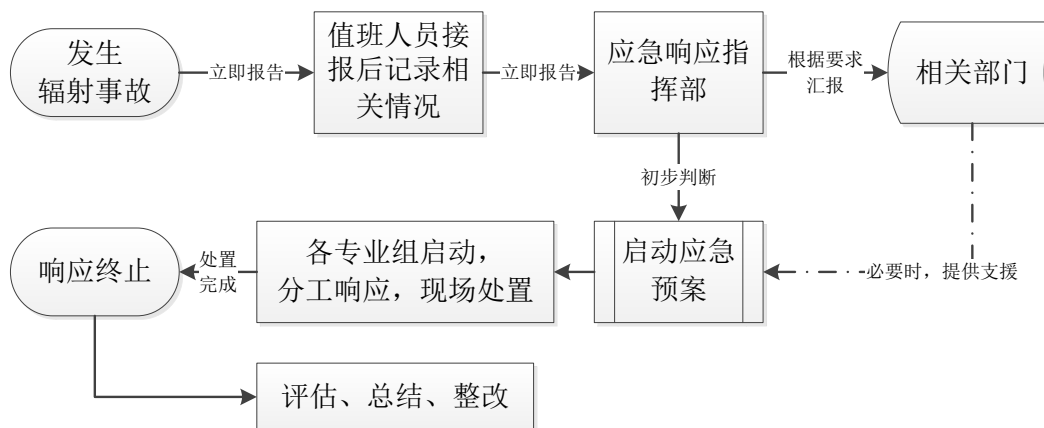 发生
辐射事故
立即报告
值班人员接
报后记录相
关情况
立即报告
应急响应指
挥部
根据要求
汇报
相关部门
初步判断
响应终止
处置
完成
各专业组启动，
分工响应，现场处置
启动应急
预案
必要时，提供支援
评估、总结、整改